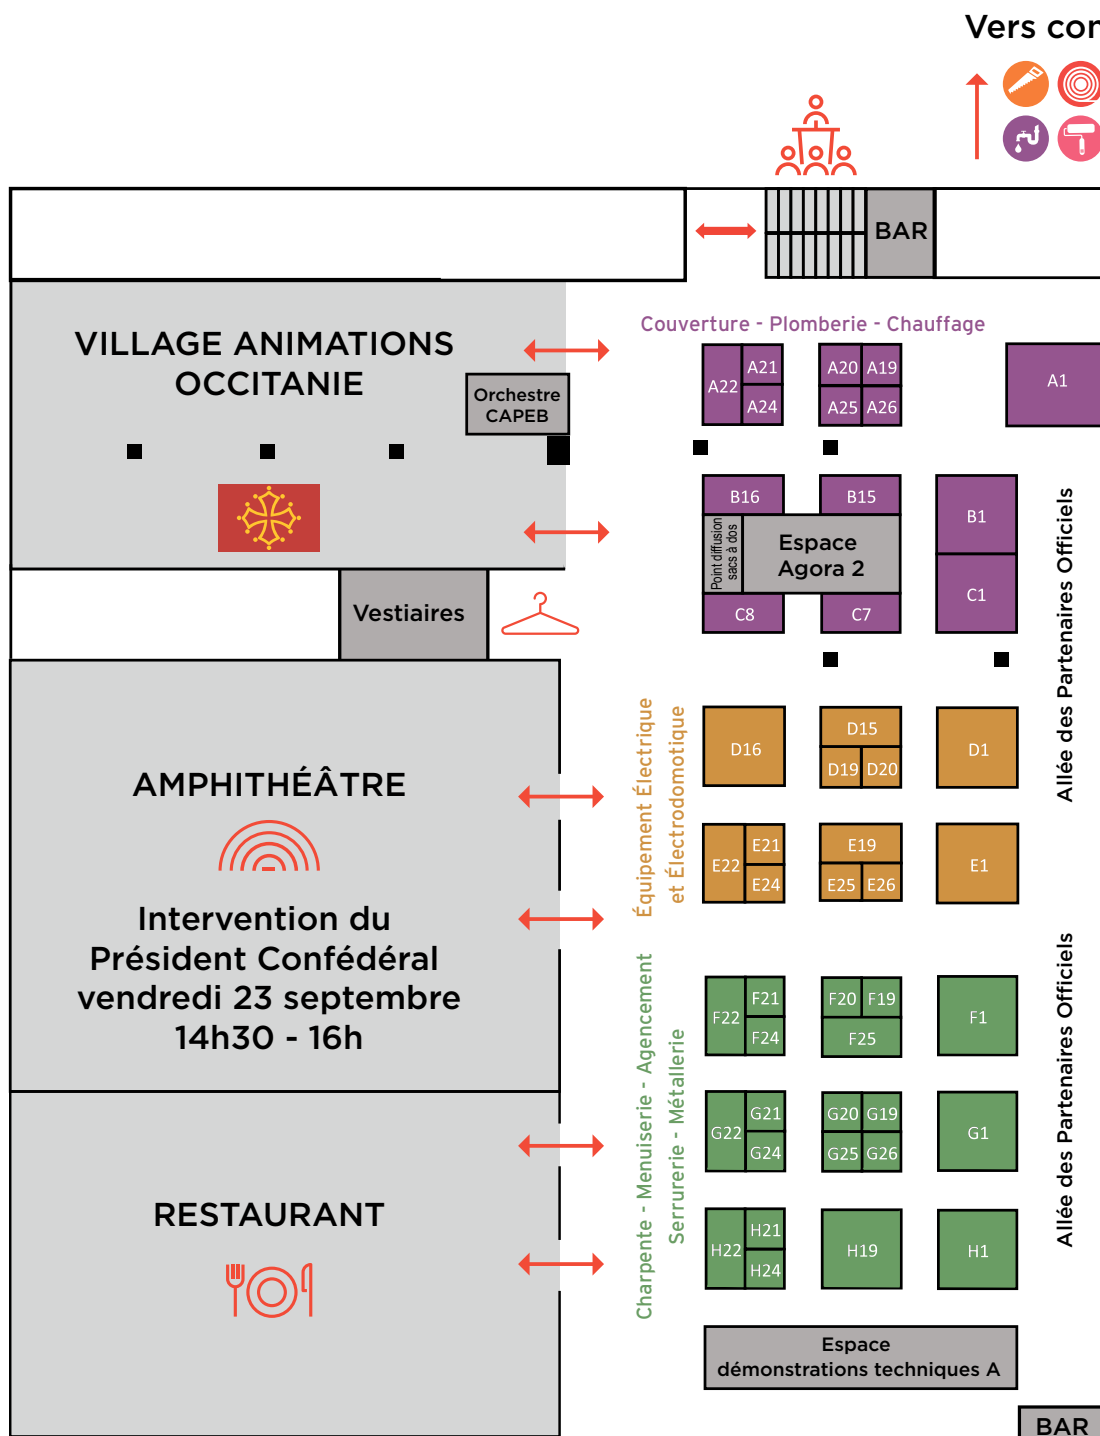 Vers con
BAR
VILLAGE ANIMATIONS
OCCITANIE
Orchestre
CAPEB
Couverture - Plomberie - Chauffage
A22
A21
A24
A20
A19
A25
A26
A1
B16
B15
B1
Point diffusion
sacs à dos
Espace
Agora 2
C8
C7
C1
Allée des Partenaires Officiels
Vestiaires
AMPHITHÉÂTRE
Intervention du
Président Confédéral
vendredi 23 septembre
14h30 - 16h
Équipement Électrique
et Électrodomotique
D16
D15
D19
D20
D1
E22
E21
E24
E19
E25
E26
E1
Charpente - Menuiserie - Agencement
Serrurerie - Métallerie
F22
F21
F24
F20
F19
F25
F1
G22
G21
G24
G20
G19
G25
G26
G1
H22
H21
H24
H19
H1
Allée des Partenaires Officiels
RESTAURANT
Espace
démonstrations techniques A
BAR